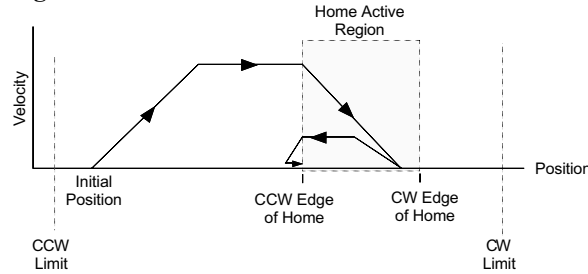 Home Active
Region
Velocity
Position
Initial
Position
CCW Edge
of Home
CW Edge
of Home
CCW
Limit
CW
Limit